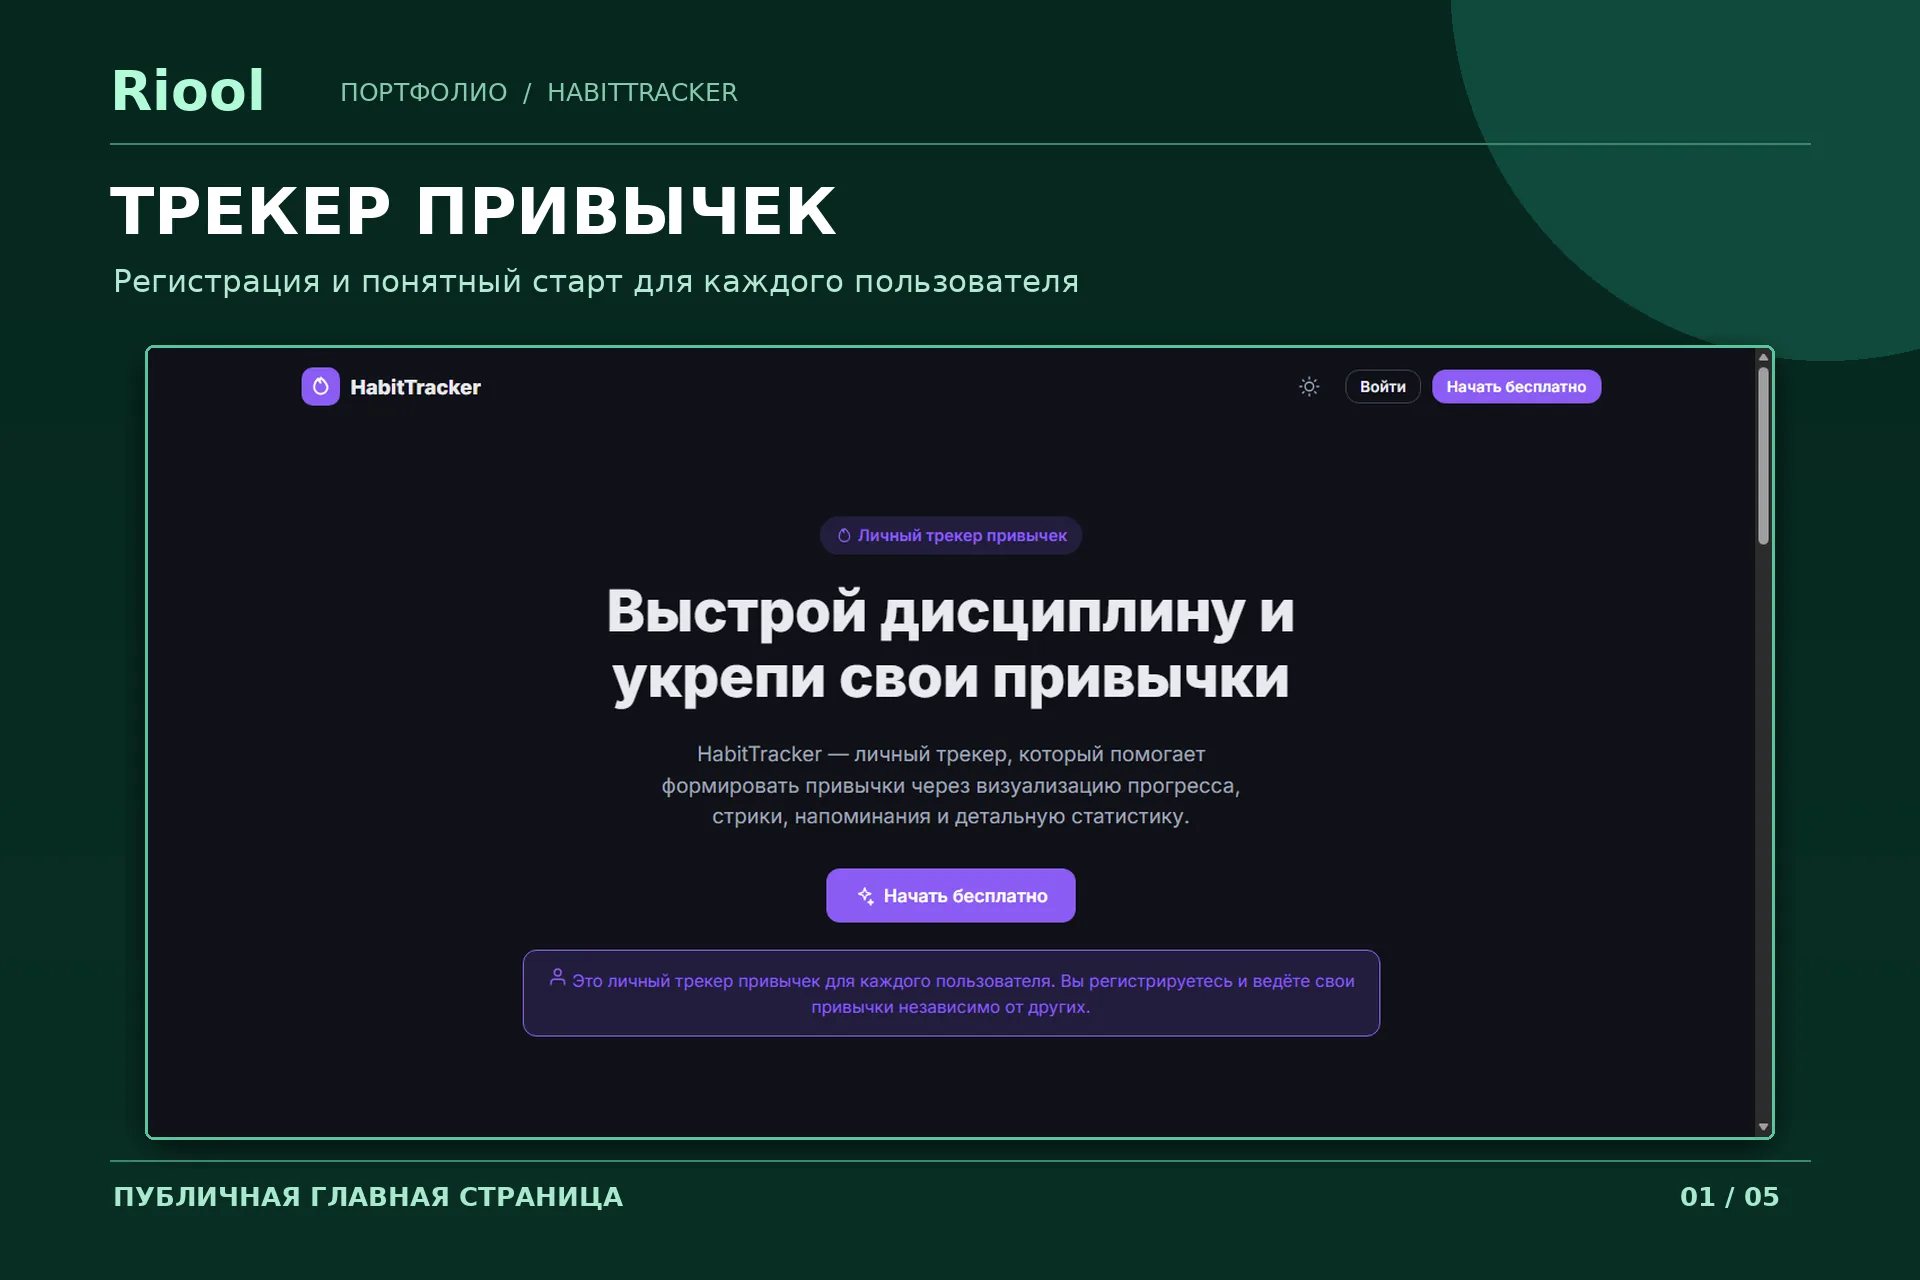 Riool
ПОРТФОЛИО / HABITTRACKER
ТРЕКЕР ПРИВЫЧЕК
Регистрация и понятный старт для каждого пользователя
HabitTracker
Войти
Начать бесплатно
Личный трекер привычек
Выстрой дисциплину и
укрепи свои привычки
HabitTracker — личный трекер, который помогает
формировать привычки через визуализацию прогресса,
стрики, напоминания и детальную статистику.
Начать бесплатно
Это личный трекер привычек для каждого пользователя. Вы регистрируетесь и ведёте свои
привычки независимо от других.
ПУБЛИЧНАЯ ГЛАВНАЯ СТРАНИЦА
01 / 05